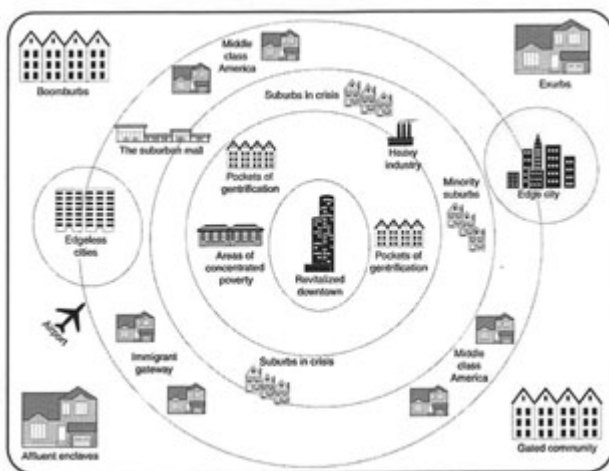 Middle
class
America
Boomburbs
Exurbs
Suburbs in crisis
The suburban mall
Heavy
industry
Pockets of
gentrification
Minority
suburbs
Edge city
Edgeless
cities
Areas of
concentrated
poverty
Revitalized
downtown
Pockets of
gentrification
Airport
Immigrant
gateway
Suburbs in crisis
Middle
class
America
Affluent enclaves
Gated community